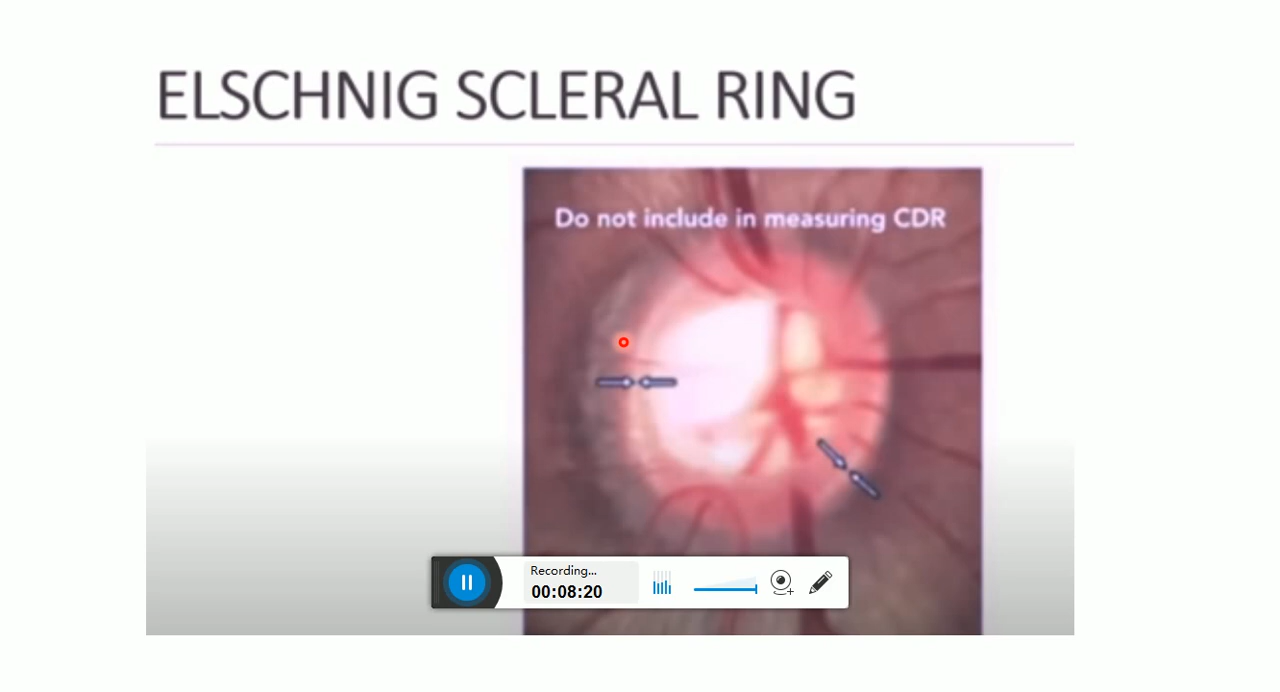 ELSCHNIG SCLERAL RING
Do not include in measuring CDR
Recording...
00:08:20